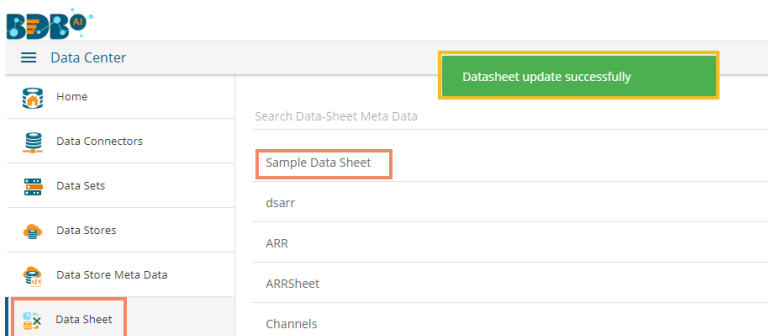 BDB AI
Data Center
Datasheet update successfully
Home
Data Connectors
Data Sets
Data Stores
Data Store Meta Data
Data Sheet
Search Data-Sheet Meta Data
Sample Data Sheet
dsarr
ARR
ARRSheet
Channels